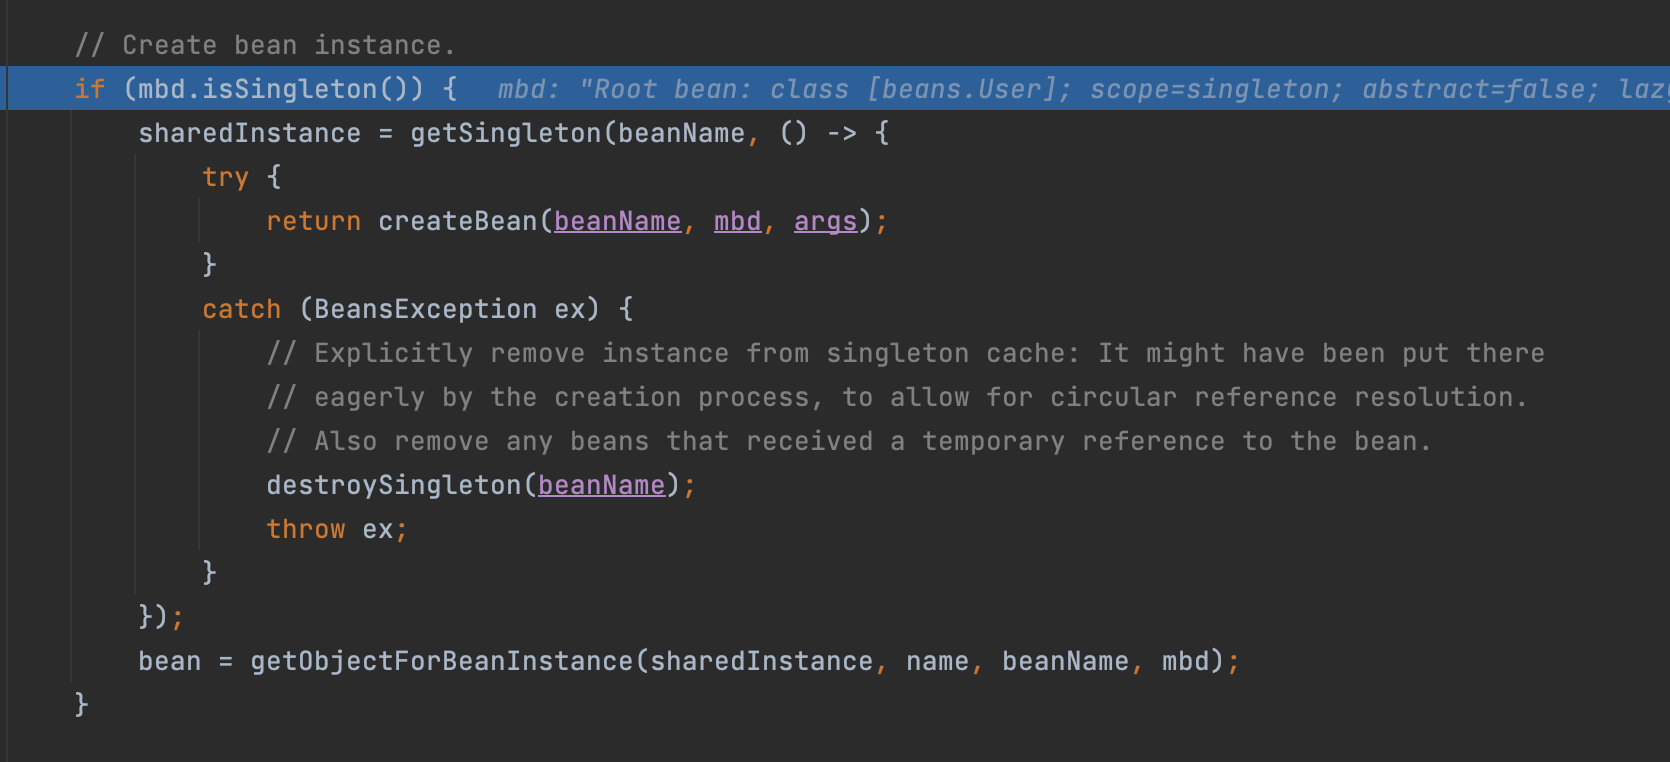 // Create bean instance.
if (mbd.isSingleton()) {  mbd: "Root bean: class [beans.User]; scope=singleton; abstract=false;
sharedInstance = getSingleton(beanName, () -> {
try {
return createBean(beanName, mbd, args);
}
catch (BeansException ex) {
// Explicitly remove instance from singleton cache: It might have been put there
// eagerly by the creation process, to allow for circular reference resolution.
// Also remove any beans that received a temporary reference to the bean.
destroySingleton(beanName);
throw ex;
}
});
bean = getObjectForBeanInstance(sharedInstance, name, beanName, mbd);
}